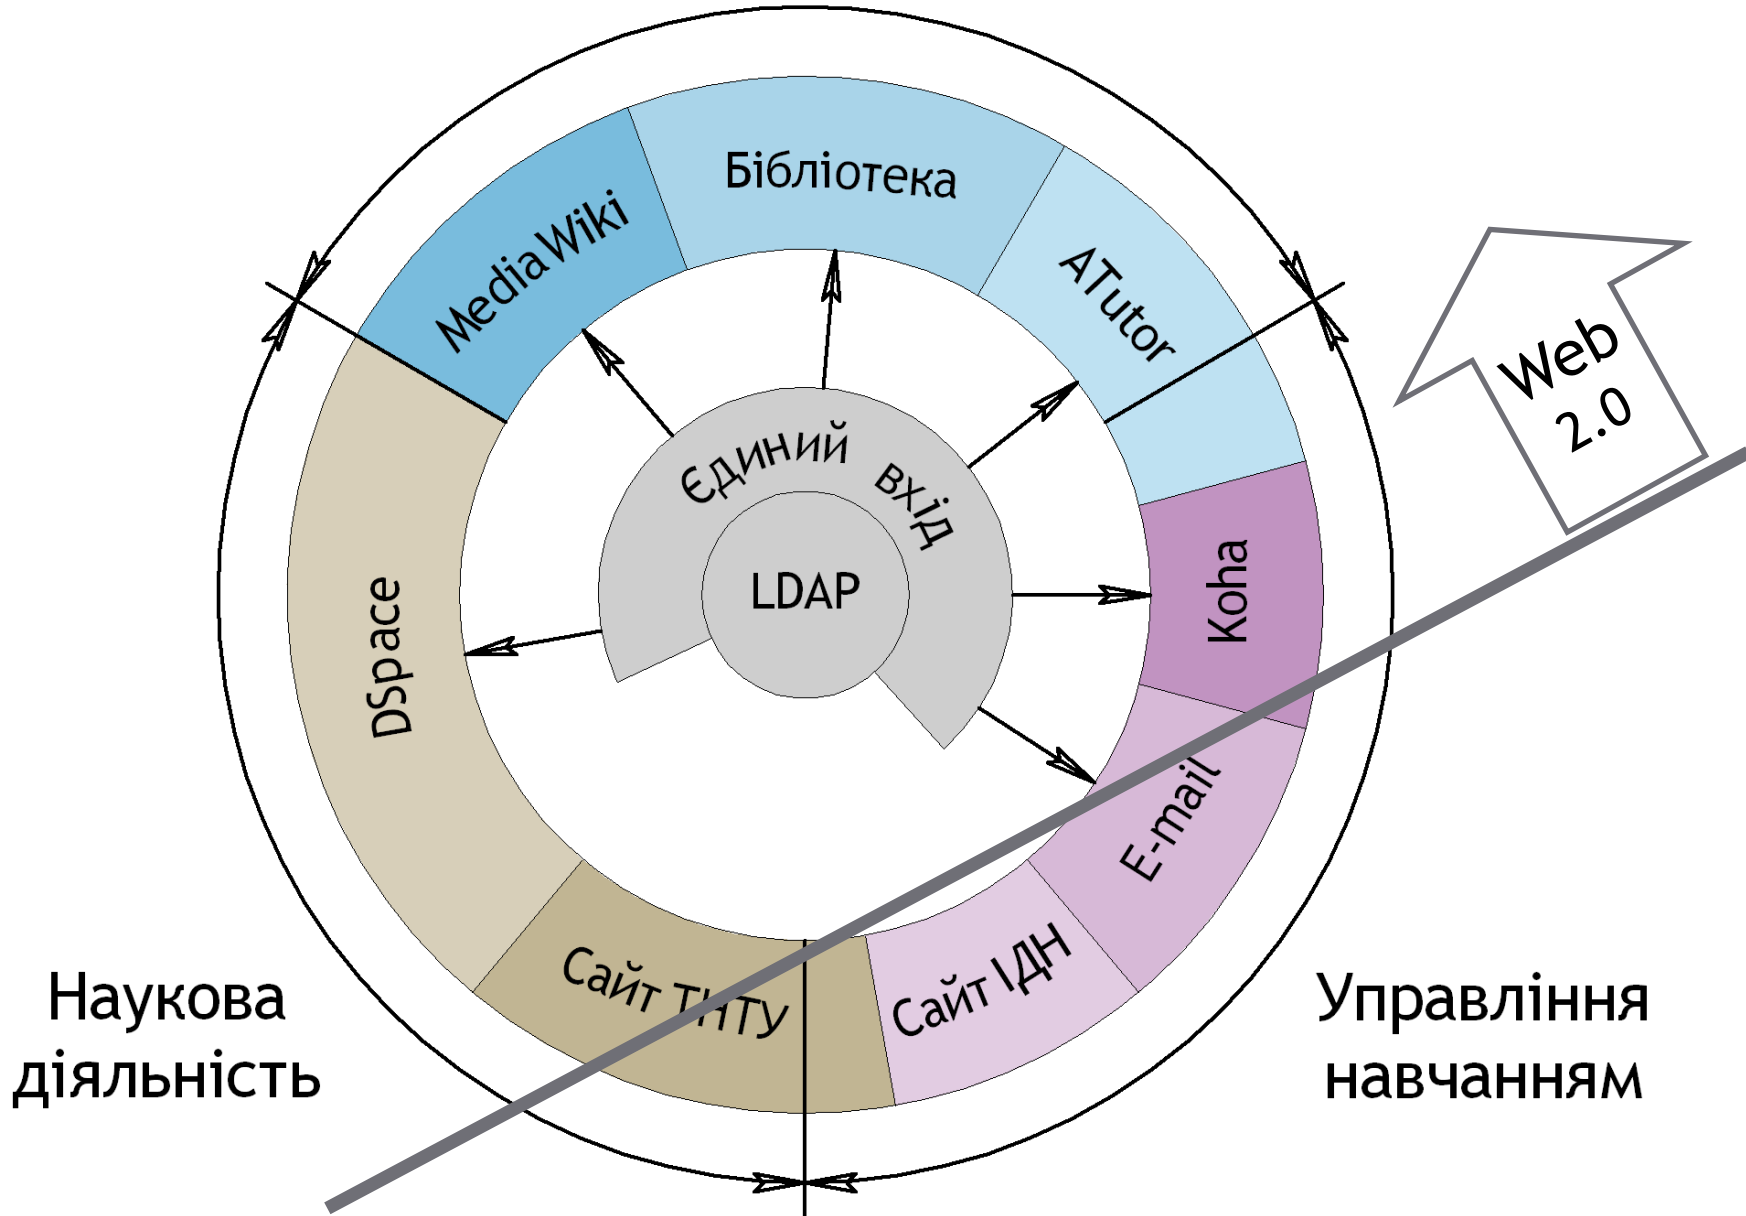 Бібліотека
MediaWiki
ATutor
Web
2.0
Єдиний вхід
LDAP
Koha
DSpace
E-mail
Сайт ТНТУ
Сайт ІДН
Наукова
діяльність
Управління
навчанням